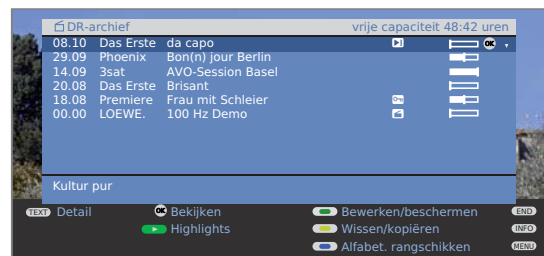 DR-archief vrije capaciteit 48:42 uren
08.10 Das Erste da capo OK
29.09 Phoenix Bon(n) jour Berlin
14.09 3sat AVO-Session Basel
20.08 Das Erste Brisant
18.08 Premiere Frau mit Schleier
00.00 LOEWE. 100 Hz Demo
Kultur pur
TEXT Detail OK Bekijken Bewerken/beschermen END
Highlights Wissen/kopiëren INFO
Alfabet. rangschikken MENU